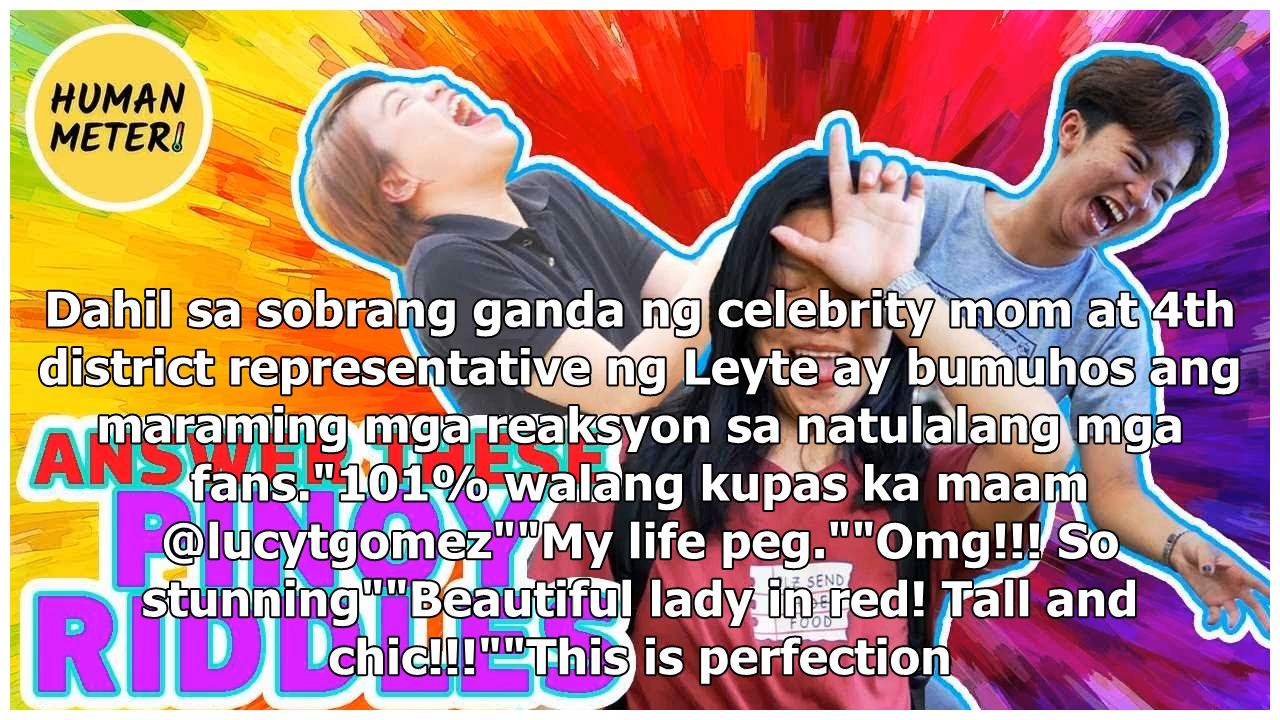 HUMAN
METER!
Dahil sa sobrang ganda ng celebrity mom at 4th
district representative ng Leyte ay bumuhos ang
maraming mga reaksyon sa natulalang mga
fans."101% walang kupas ka maam
@lucytgomez""My life peg.""Omg!!! So
stunning""Beautiful lady in red! Tall and
chic!!!""This is perfection
ANSWER THESE
PINOY
RIDDLES
SEND
FOOD